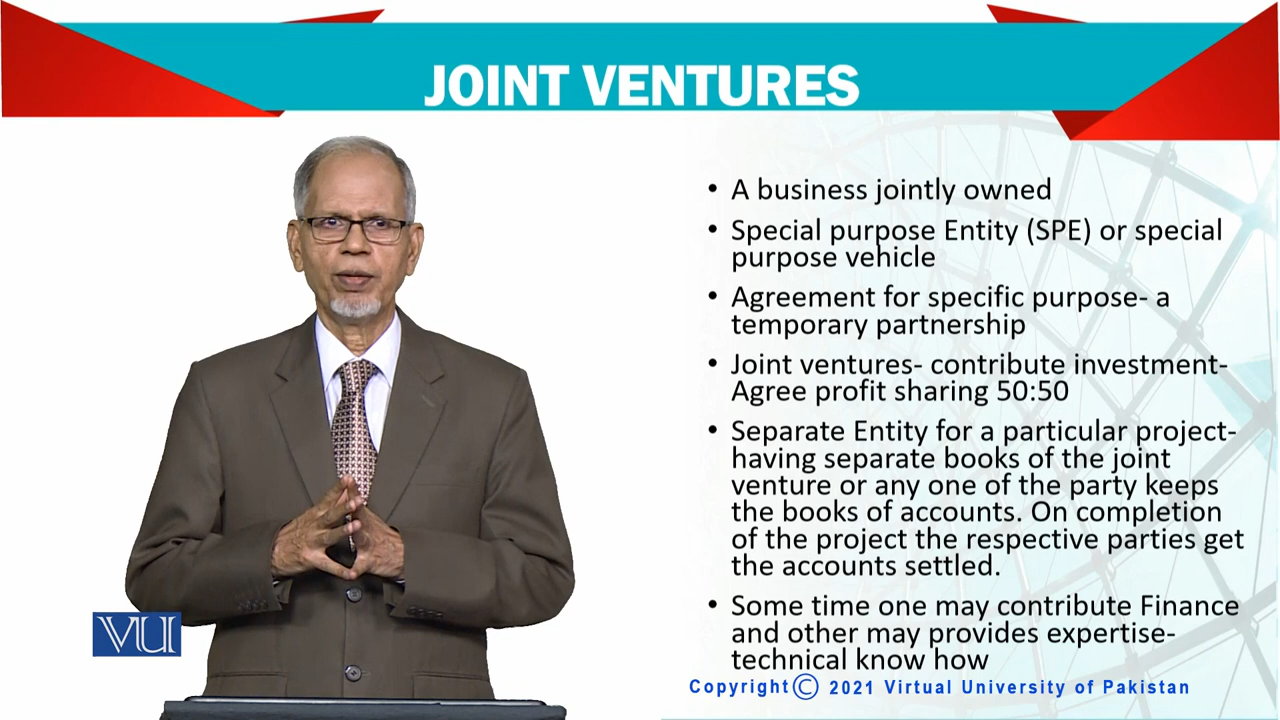 JOINT VENTURES
• A business jointly owned
• Special purpose Entity (SPE) or special
purpose vehicle
• Agreement for specific purpose- a
temporary partnership
• Joint ventures- contribute investment-
Agree profit sharing 50:50
• Separate Entity for a particular project-
having separate books of the joint
venture or any one of the party keeps
the books of accounts. On completion
of the project the respective parties get
the accounts settled.
• Some time one may contribute Finance
and other may provides expertise-
technical know how
VU
Copyright© 2021 Virtual University of Pakistan